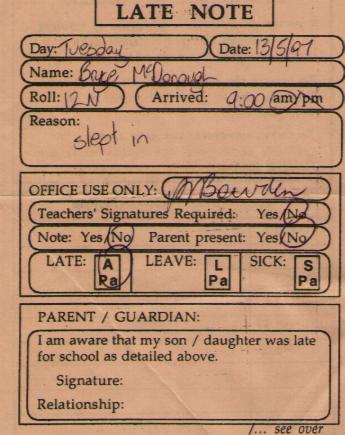 LATE NOTE
Day: Tuesday Date: 13/5/97
Name: Bryce McDonough
Roll: 12N Arrived: 9:00 am/pm
Reason:
slept in
OFFICE USE ONLY: MBowden
Teachers' Signatures Required: Yes/No
Note: Yes/No Parent present: Yes/No
LATE: A LEAVE: L SICK: S
Pa Pa Pa
PARENT / GUARDIAN:
I am aware that my son / daughter was late
for school as detailed above.
Signature:
Relationship:
/... see over